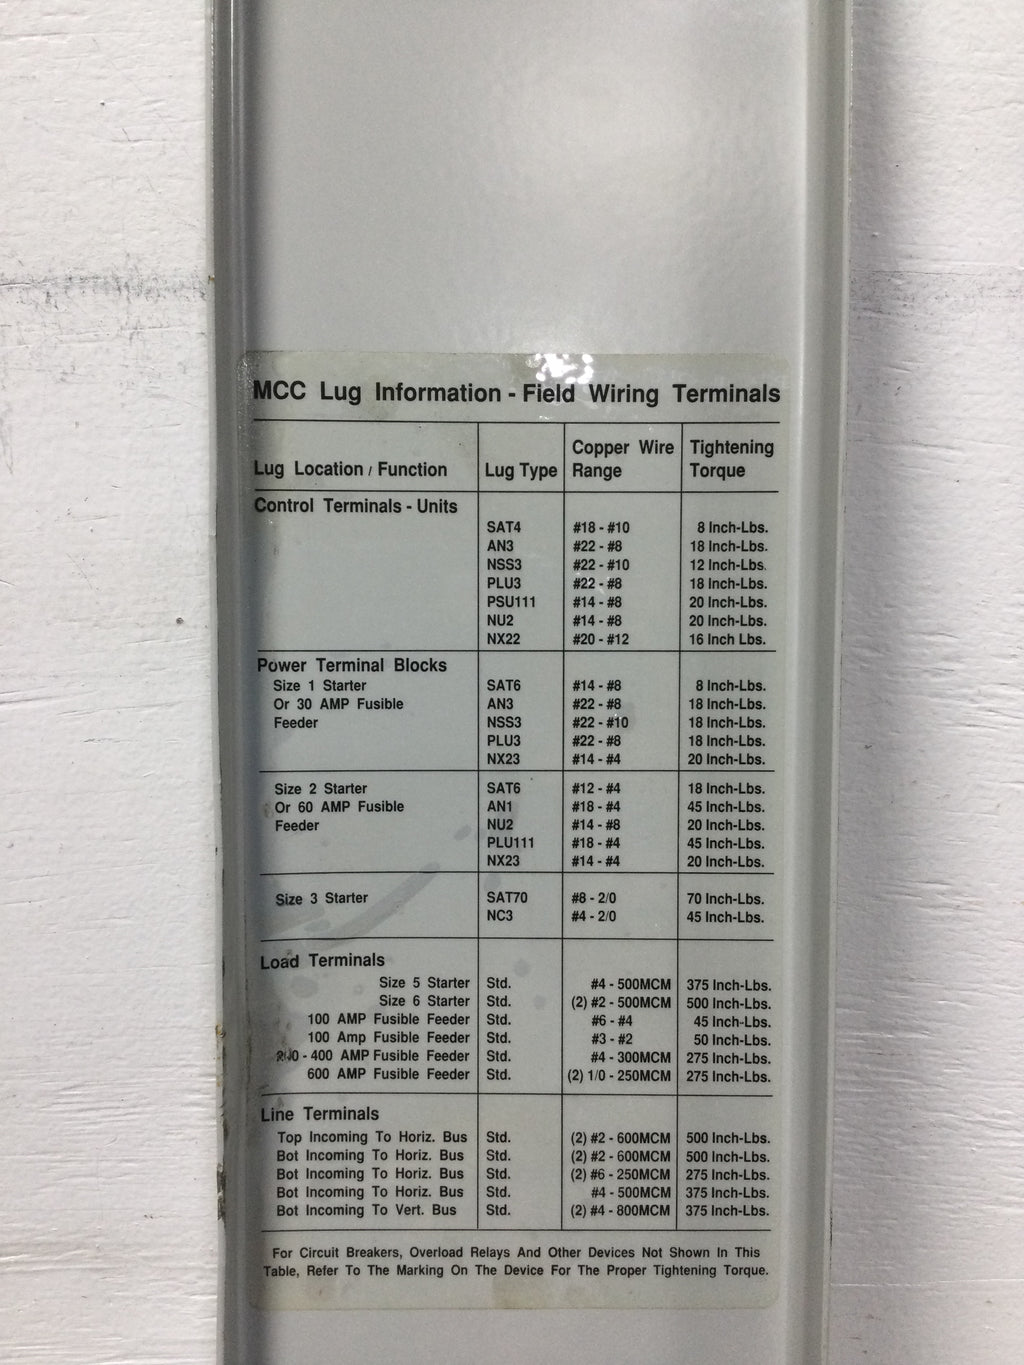 MCC Lug Information - Field Wiring Terminals
Lug Location / Function Lug Type Copper Wire Range Tightening Torque
Control Terminals - Units
SAT4 #18 - #10 8 Inch-Lbs.
AN3 #22 - #8 18 Inch-Lbs.
NSS3 #22 - #10 12 Inch-Lbs.
PLU3 #22 - #8 18 Inch-Lbs.
PSU111 #14 - #8 20 Inch-Lbs.
NU2 #14 - #8 20 Inch-Lbs.
NX22 #20 - #12 16 Inch Lbs.
Power Terminal Blocks
Size 1 Starter SAT6 #14 - #8 8 Inch-Lbs.
Or 30 AMP Fusible AN3 #22 - #8 18 Inch-Lbs.
Feeder NSS3 #22 - #10 18 Inch-Lbs.
PLU3 #22 - #8 18 Inch-Lbs.
NX23 #14 - #4 20 Inch-Lbs.
Size 2 Starter SAT6 #12 - #4 18 Inch-Lbs.
Or 60 AMP Fusible AN1 #18 - #4 45 Inch-Lbs.
Feeder NU2 #14 - #8 20 Inch-Lbs.
PLU111 #18 - #4 45 Inch-Lbs.
NX23 #14 - #4 20 Inch-Lbs.
Size 3 Starter SAT70 #8 - 2/0 70 Inch-Lbs.
NC3 #4 - 2/0 45 Inch-Lbs.
Load Terminals
Size 5 Starter Std. #4 - 500MCM 375 Inch-Lbs.
Size 6 Starter Std. (2) #2 - 500MCM 500 Inch-Lbs.
100 AMP Fusible Feeder Std. #6 - #4 45 Inch-Lbs.
100 Amp Fusible Feeder Std. #3 - #2 50 Inch-Lbs.
- 400 AMP Fusible Feeder Std. #4 - 300MCM 275 Inch-Lbs.
600 AMP Fusible Feeder Std. (2) 1/0 - 250MCM 275 Inch-Lbs.
Line Terminals
Top Incoming To Horiz. Bus Std. (2) #2 - 600MCM 500 Inch-Lbs.
Bot Incoming To Horiz. Bus Std. (2) #2 - 600MCM 500 Inch-Lbs.
Bot Incoming To Horiz. Bus Std. (2) #6 - 250MCM 275 Inch-Lbs.
Bot Incoming To Horiz. Bus Std. #4 - 500MCM 375 Inch-Lbs.
Bot Incoming To Vert. Bus Std. (2) #4 - 800MCM 375 Inch-Lbs.
For Circuit Breakers, Overload Relays And Other Devices Not Shown In This
Table, Refer To The Marking On The Device For The Proper Tightening Torque.